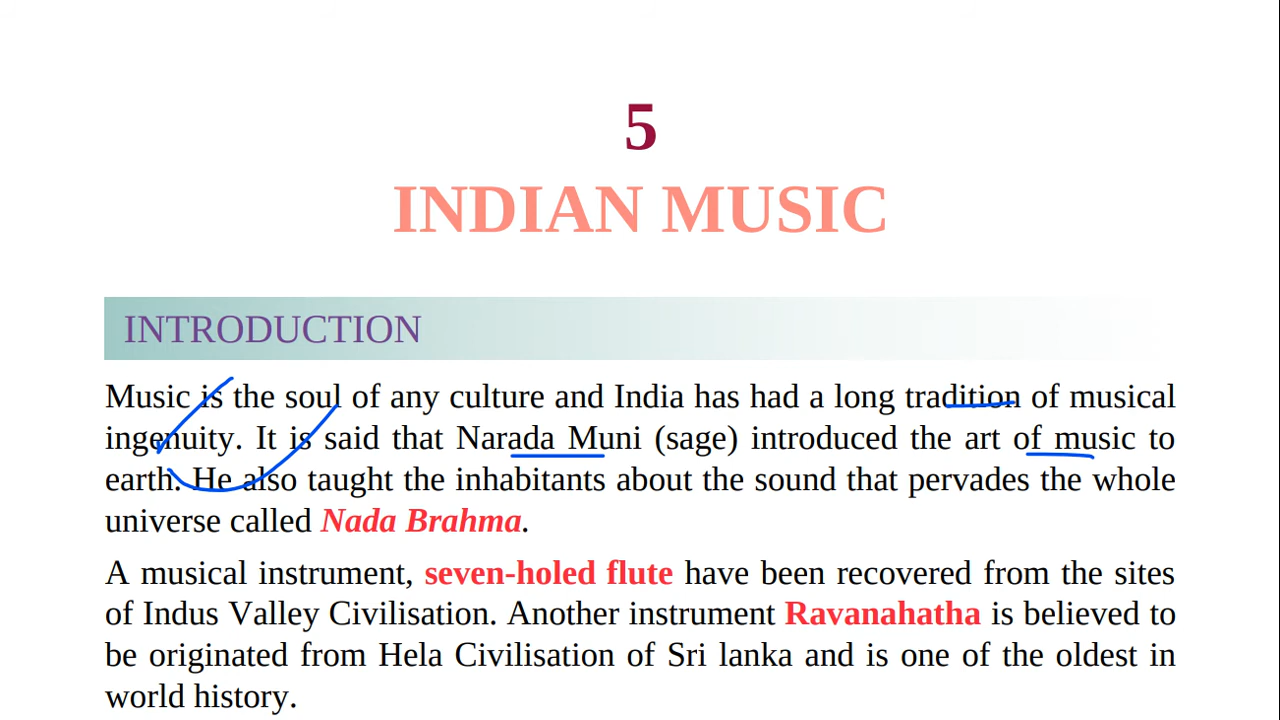 5
INDIAN MUSIC
INTRODUCTION
Music is the soul of any culture and India has had a long tradition of musical
ingenuity. It is said that Narada Muni (sage) introduced the art of music to
earth. He also taught the inhabitants about the sound that pervades the whole
universe called Nada Brahma.
A musical instrument, seven-holed flute have been recovered from the sites
of Indus Valley Civilisation. Another instrument Ravanahatha is believed to
be originated from Hela Civilisation of Sri lanka and is one of the oldest in
world history.